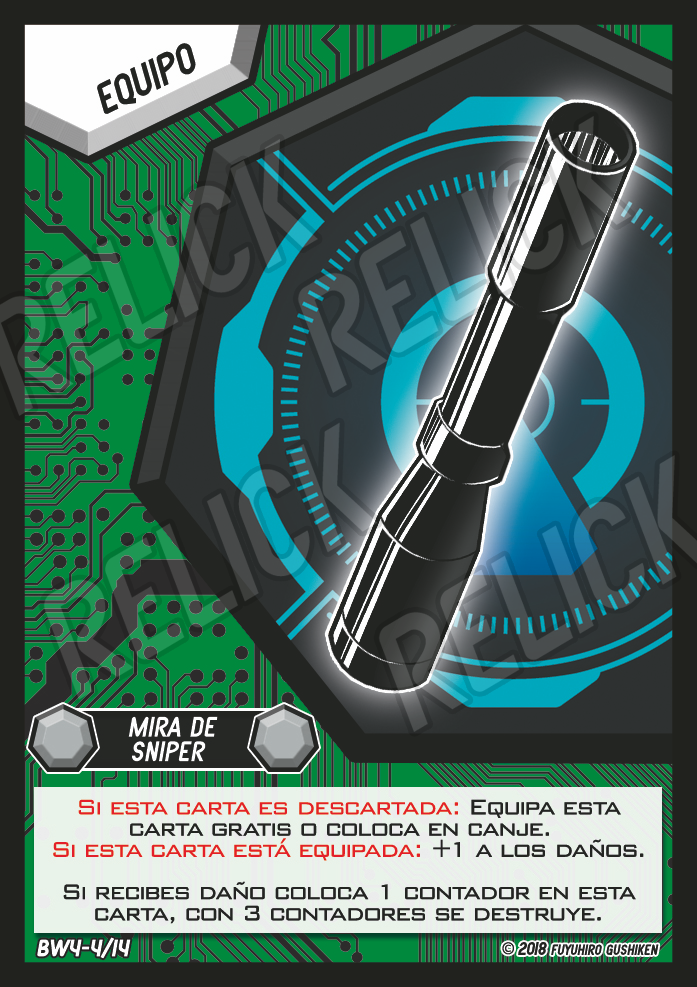 EQUIPO
RELICK
RELICK
RELICK
RELICK
MIRA DE
SNIPER
SI ESTA CARTA ES DESCARTADA: EQUIPA ESTA
CARTA GRATIS O COLOCA EN CANJE.
SI ESTA CARTA ESTÁ EQUIPADA: +1 A LOS DAÑOS.
SI RECIBES DAÑO COLOCA 1 CONTADOR EN ESTA
CARTA, CON 3 CONTADORES SE DESTRUYE.
BW4-4/14
© 2018 FUYUHIRO GUSHIKEN